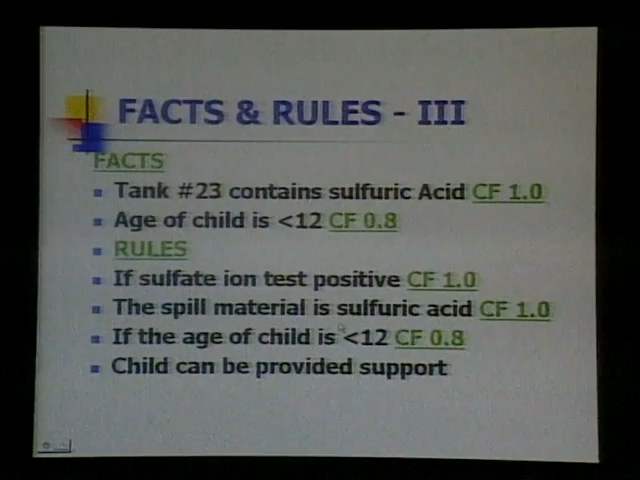 FACTS & RULES - III
FACTS
Tank #23 contains sulfuric Acid CF 1.0
Age of child is <12 CF 0.8
RULES
If sulfate ion test positive CF 1.0
The spill material is sulfuric acid CF 1.0
If the age of child is <12 CF 0.8
Child can be provided support